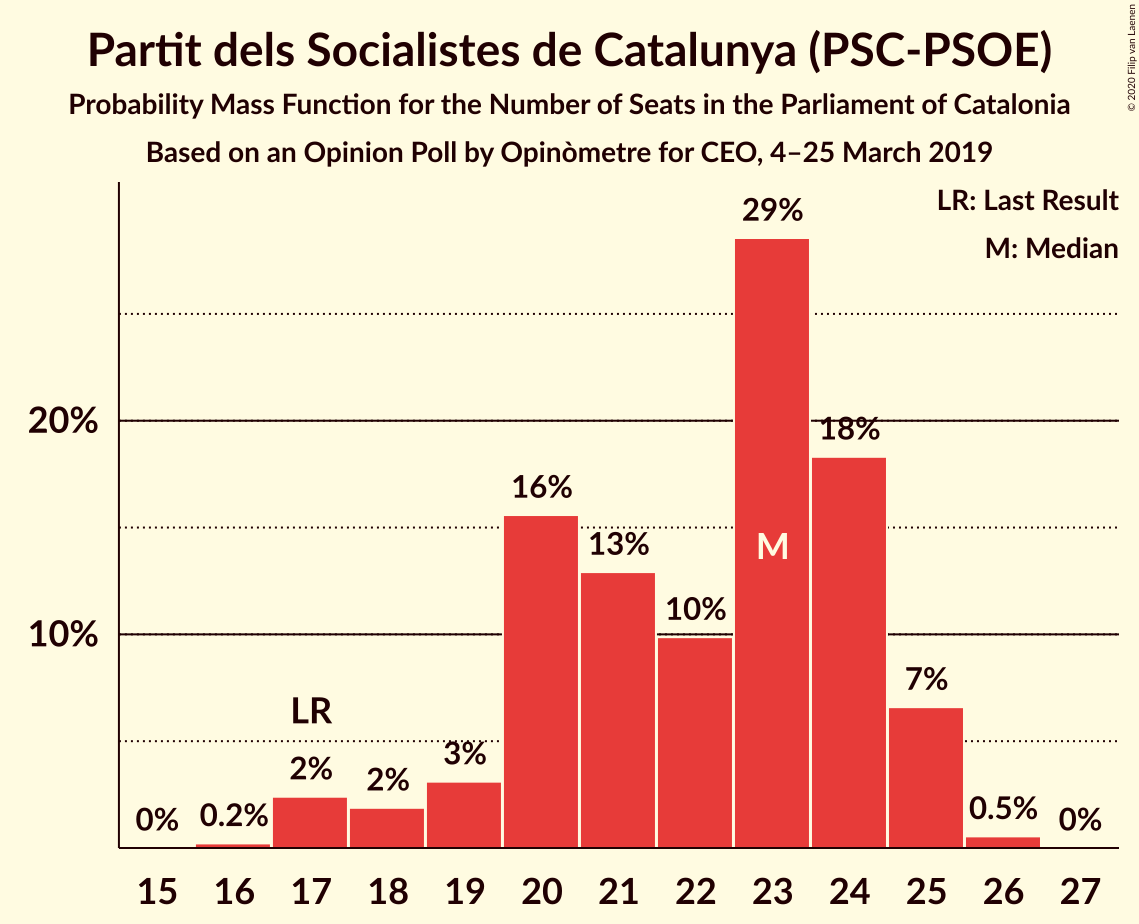 Partit dels Socialistes de Catalunya (PSC-PSOE)
Probability Mass Function for the Number of Seats in the Parliament of Catalonia
Based on an Opinion Poll by Opinòmetre for CEO, 4–25 March 2019
© 2020 Filip van Laenen
LR: Last Result
M: Median
29%
20%
18%
16%
13%
M
10%
10%
LR
7%
3%
2%
2%
0%
0.2%
0.5%
0%
15 16 17 18 19 20 21 22 23 24 25 26 27